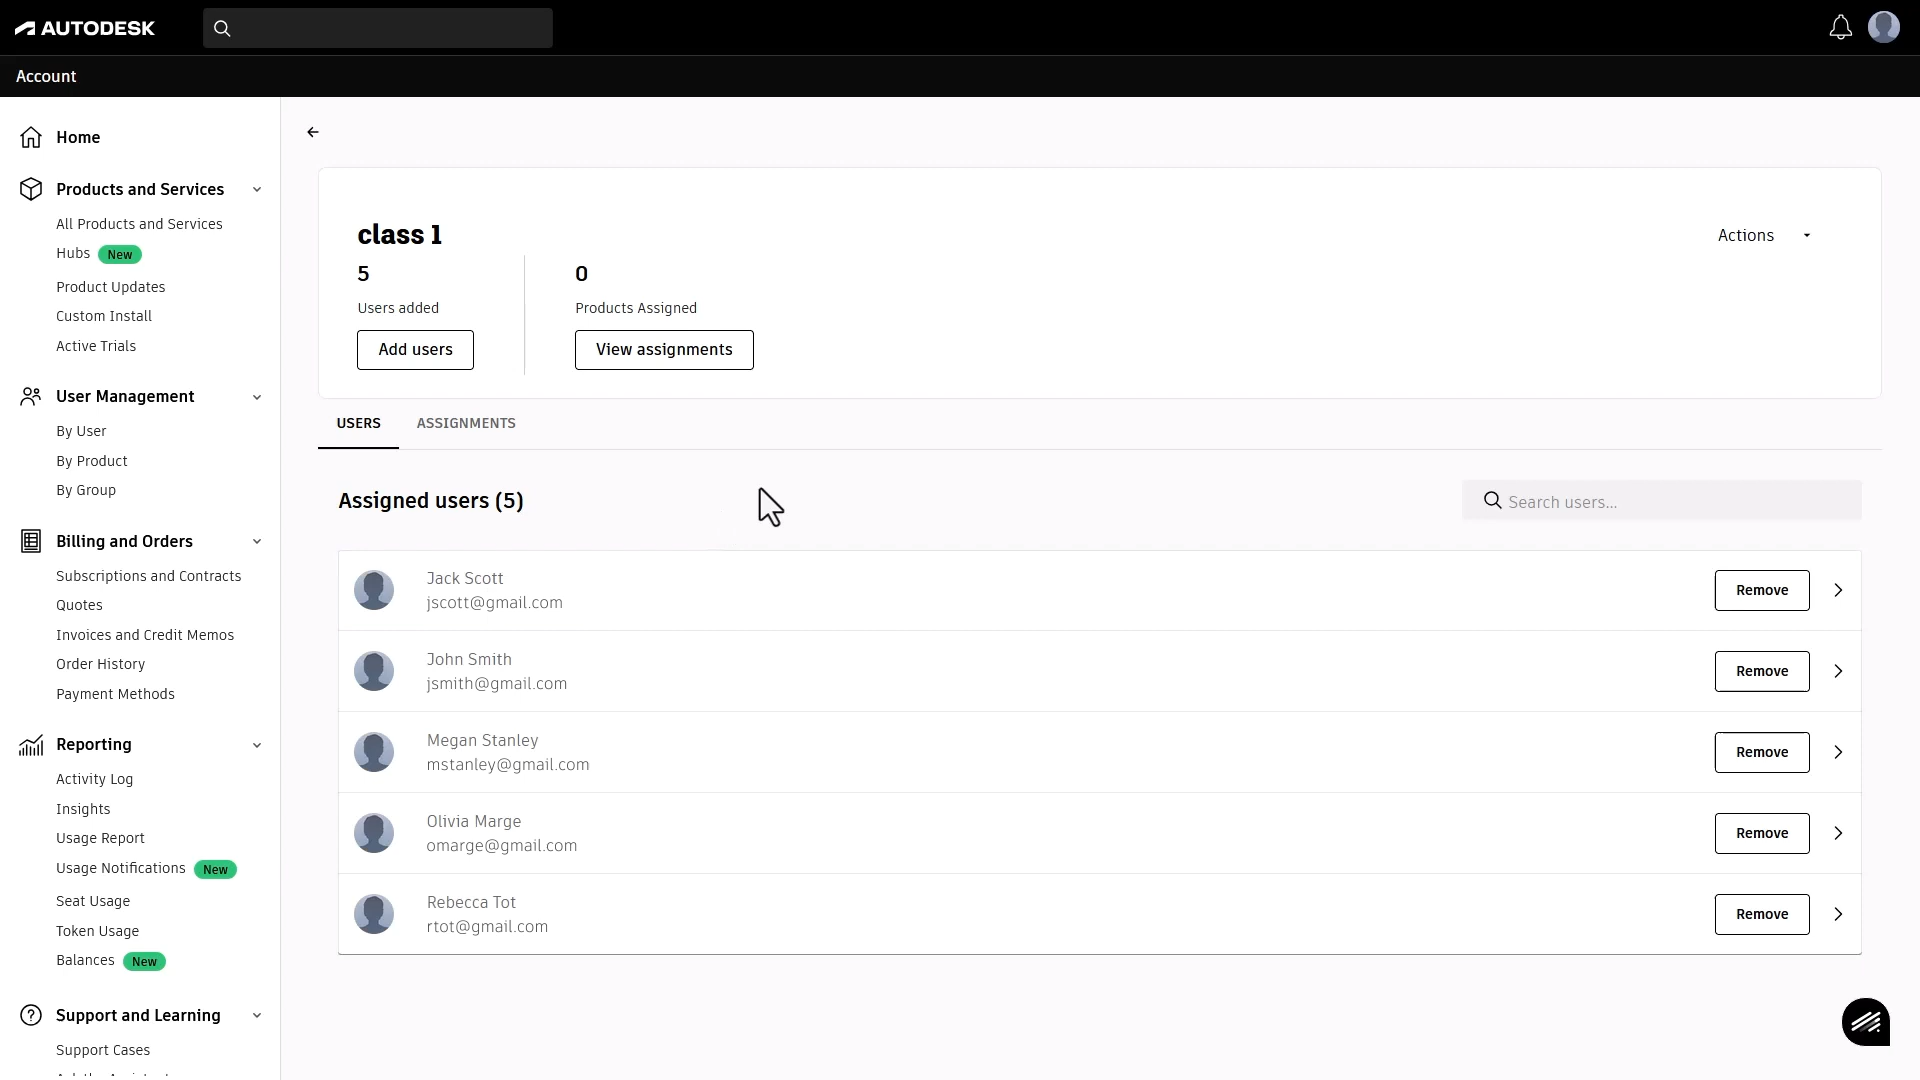 AUTODESK
Account
Home
Products and Services
All Products and Services
Hubs New
Product Updates
Custom Install
Active Trials
User Management
By User
By Product
By Group
Billing and Orders
Subscriptions and Contracts
Quotes
Invoices and Credit Memos
Order History
Payment Methods
Reporting
Activity Log
Insights
Usage Report
Usage Notifications New
Seat Usage
Token Usage
Balances New
Support and Learning
Support Cases
class 1
Actions
5
Users added
Add users
0
Products Assigned
View assignments
USERS ASSIGNMENTS
Assigned users (5)
Search users...
Jack Scott
jscott@gmail.com
Remove
John Smith
jsmith@gmail.com
Remove
Megan Stanley
mstanley@gmail.com
Remove
Olivia Marge
omarge@gmail.com
Remove
Rebecca Tot
rtot@gmail.com
Remove